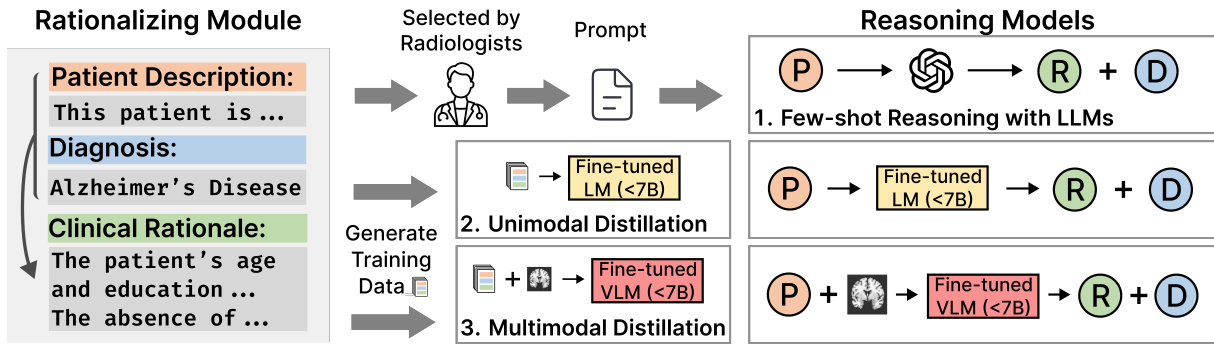 Rationalizing Module
Patient Description:
This patient is ...
Diagnosis:
Alzheimer's Disease
Clinical Rationale:
The patient's age
and education ...
The absence of ...
Selected by
Radiologists
Prompt
Generate
Training
Data
Fine-tuned
LM (<7B)
2. Unimodal Distillation
+
Fine-tuned
VLM (<7B)
3. Multimodal Distillation
Reasoning Models
P R + D
1. Few-shot Reasoning with LLMs
P Fine-tuned
LM (<7B) R + D
P + Fine-tuned
VLM (<7B) R + D